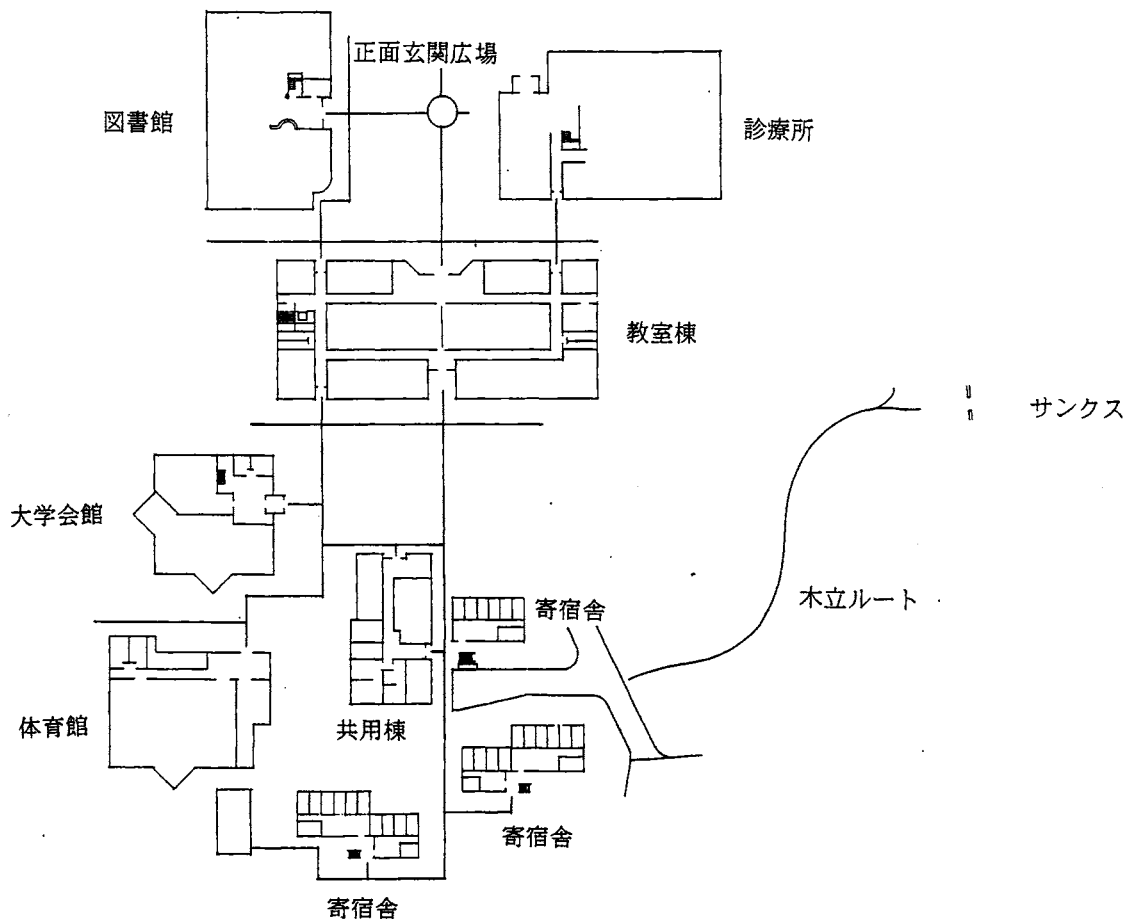 正面玄関広場
図書館
診療所
教室棟
サンクス
大学会館
木立ルート
寄宿舎
体育館
共用棟
寄宿舎
寄宿舎